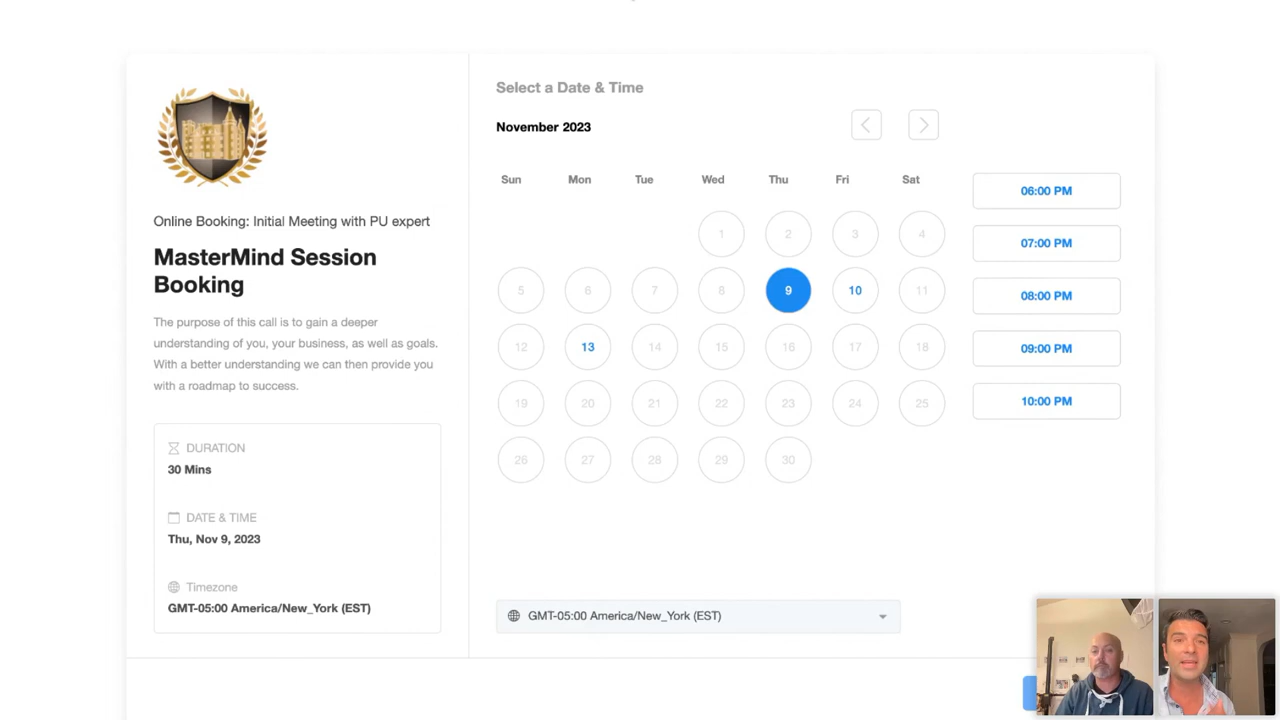 Online Booking: Initial Meeting with PU expert
MasterMind Session
Booking
The purpose of this call is to gain a deeper
understanding of you, your business, as well as goals.
With a better understanding we can then provide you
with a roadmap to success.
DURATION
30 Mins
DATE & TIME
Thu, Nov 9, 2023
Timezone
GMT-05:00 America/New_York (EST)
Select a Date & Time
November 2023
Sun Mon Tue Wed Thu Fri Sat
1 2 3 4
5 6 7 8 9 10 11
12 13 14 15 16 17 18
19 20 21 22 23 24 25
26 27 28 29 30
GMT-05:00 America/New_York (EST)
06:00 PM
07:00 PM
08:00 PM
09:00 PM
10:00 PM